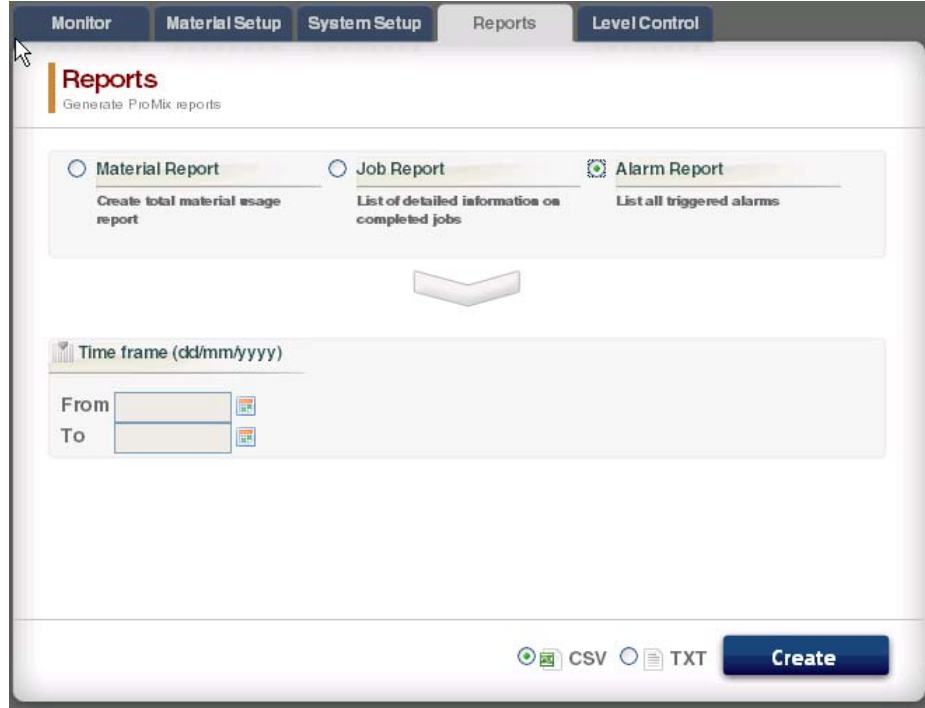 Monitor Material Setup System Setup Reports Level Control
Reports
Generate ProMix reports
Material Report Job Report Alarm Report
Create total material usage List of detailed information on List all triggered alarms
report completed jobs
Time frame (dd/mm/yyyy)
From
To
CSV TXT Create